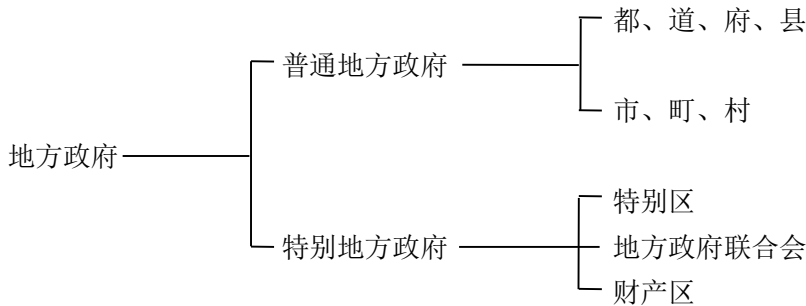 地方政府
普通地方政府
都、道、府、县
市、町、村
特别地方政府
特别区
地方政府联合会
财产区